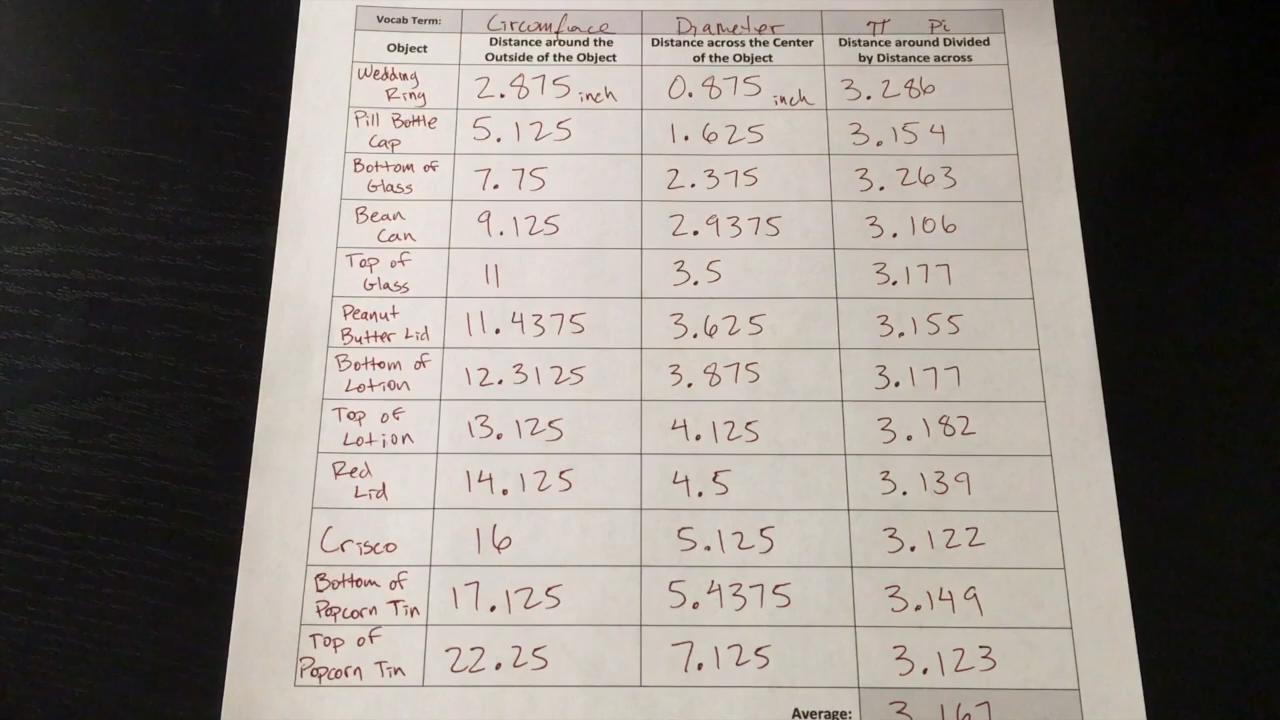 Vocab Term: Circomfrace Diameter π Pi
Object Distance around the Outside of the Object Distance across the Center of the Object Distance around Divided by Distance across
Wedding Ring 2.875 inch 0.875 inch 3.286
Pill Bottle Cap 5.125 1.625 3.154
Bottom of Glass 7.75 2.375 3.263
Bean Can 9.125 2.9375 3.106
Top of Glass 11 3.5 3.177
Peanut Butter Lid 11.4375 3.625 3.155
Bottom of Lotion 12.3125 3.875 3.177
Top of Lotion 13.125 4.125 3.182
Red Lid 14.125 4.5 3.139
Crisco 16 5.125 3.122
Bottom of Popcorn Tin 17.125 5.4375 3.149
Top of Popcorn Tin 22.25 7.125 3.123
Average: 3.167